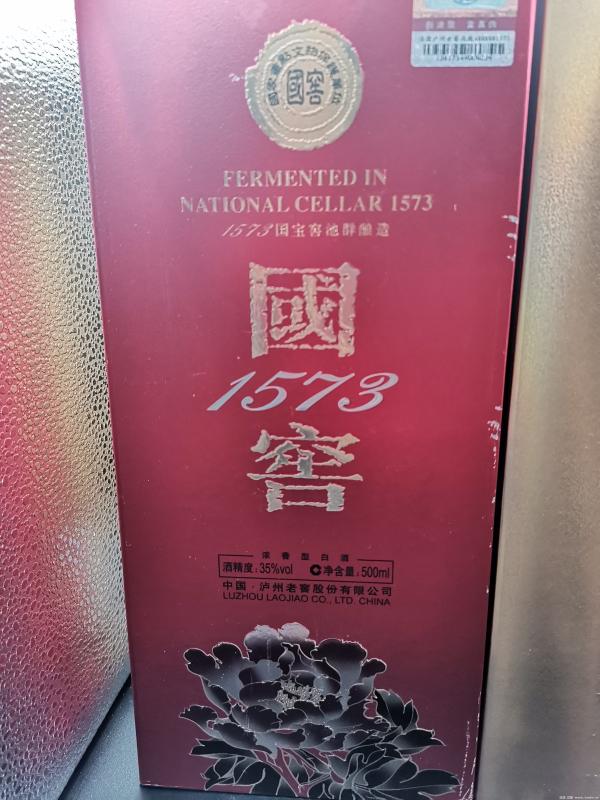 國窖
FERMENTED IN
NATIONAL CELLAR 1573
1573国宝窖池群酿造
國
1573
窖
浓香型白酒
酒精度:35%vol 净含量:500ml
中国·泸州老窖股份有限公司
LUZHOU LAOJIAO CO., LTD. CHINA